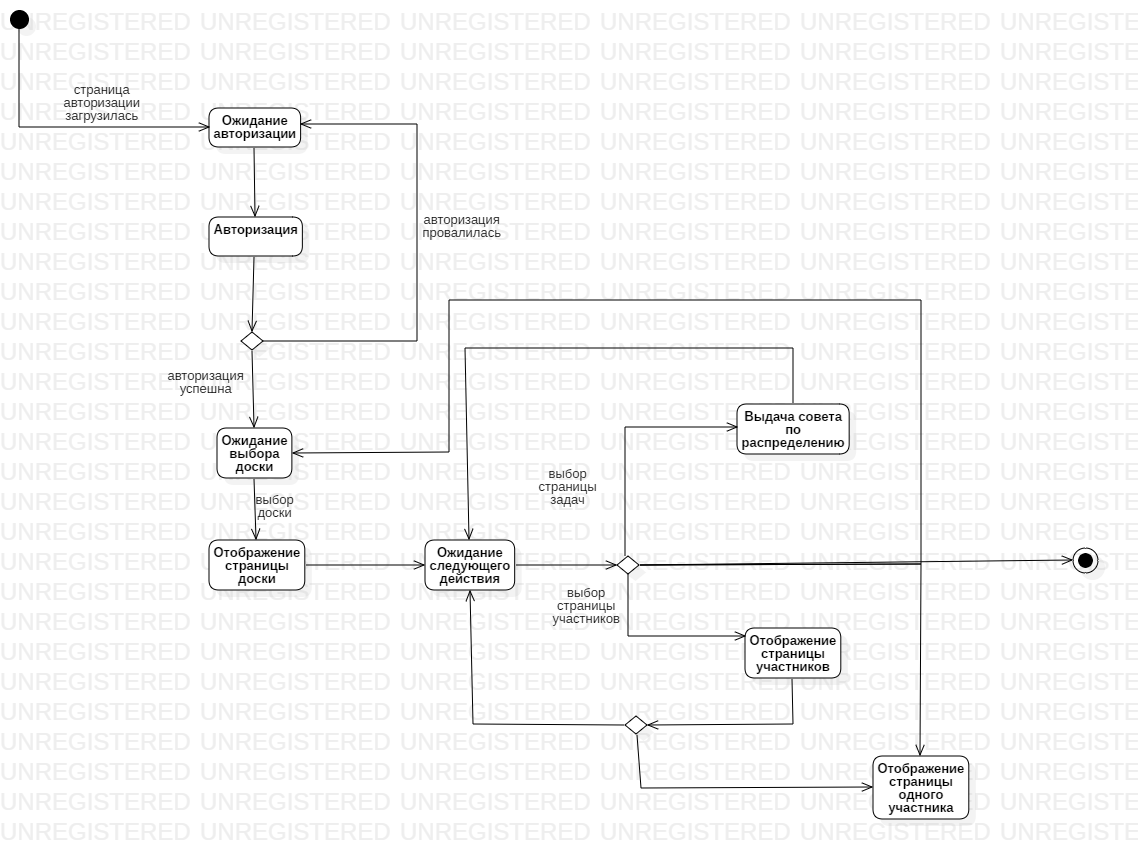 страница
авторизации
загрузилась
Ожидание
авторизации
Авторизация
авторизация
провалилась
авторизация
успешна
Ожидание
выбора
доски
выбор
доски
Отображение
страницы
доски
Ожидание
следующего
действия
выбор
страницы
задач
Выдача совета
по
распределению
выбор
страницы
участников
Отображение
страницы
участников
Отображение
страницы
одного
участника
UNREGISTERED UNREGISTERED UNREGISTERED UNREGISTERED UNREGISTERED